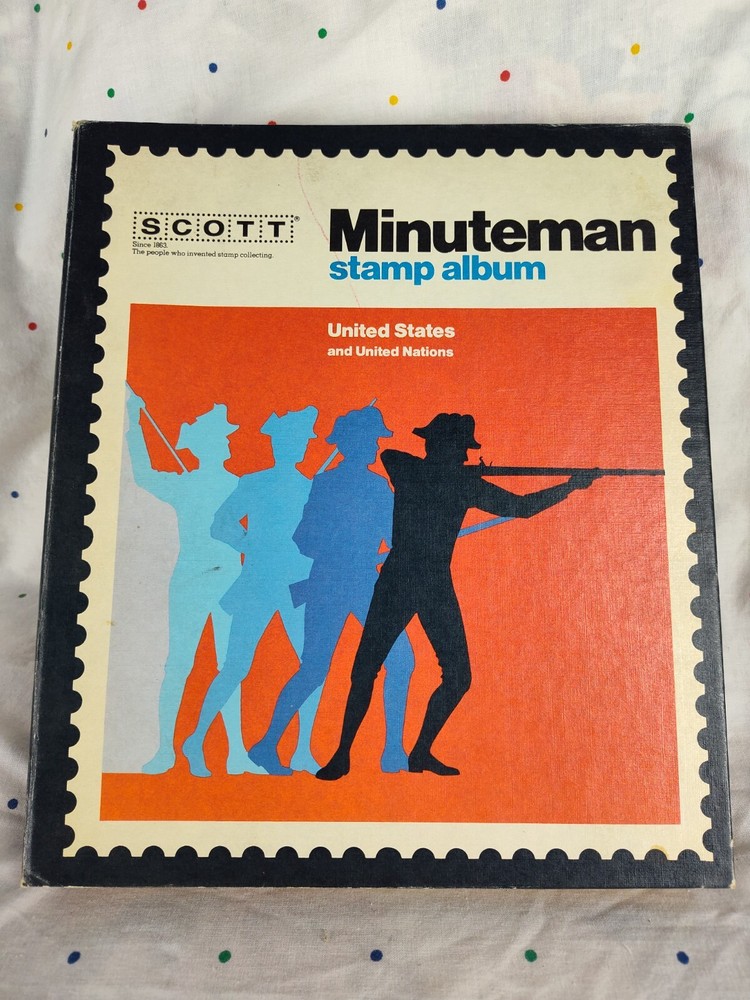 SCOTT®
Since 1863.
The people who invented stamp collecting.
Minuteman
stamp album
United States
and United Nations